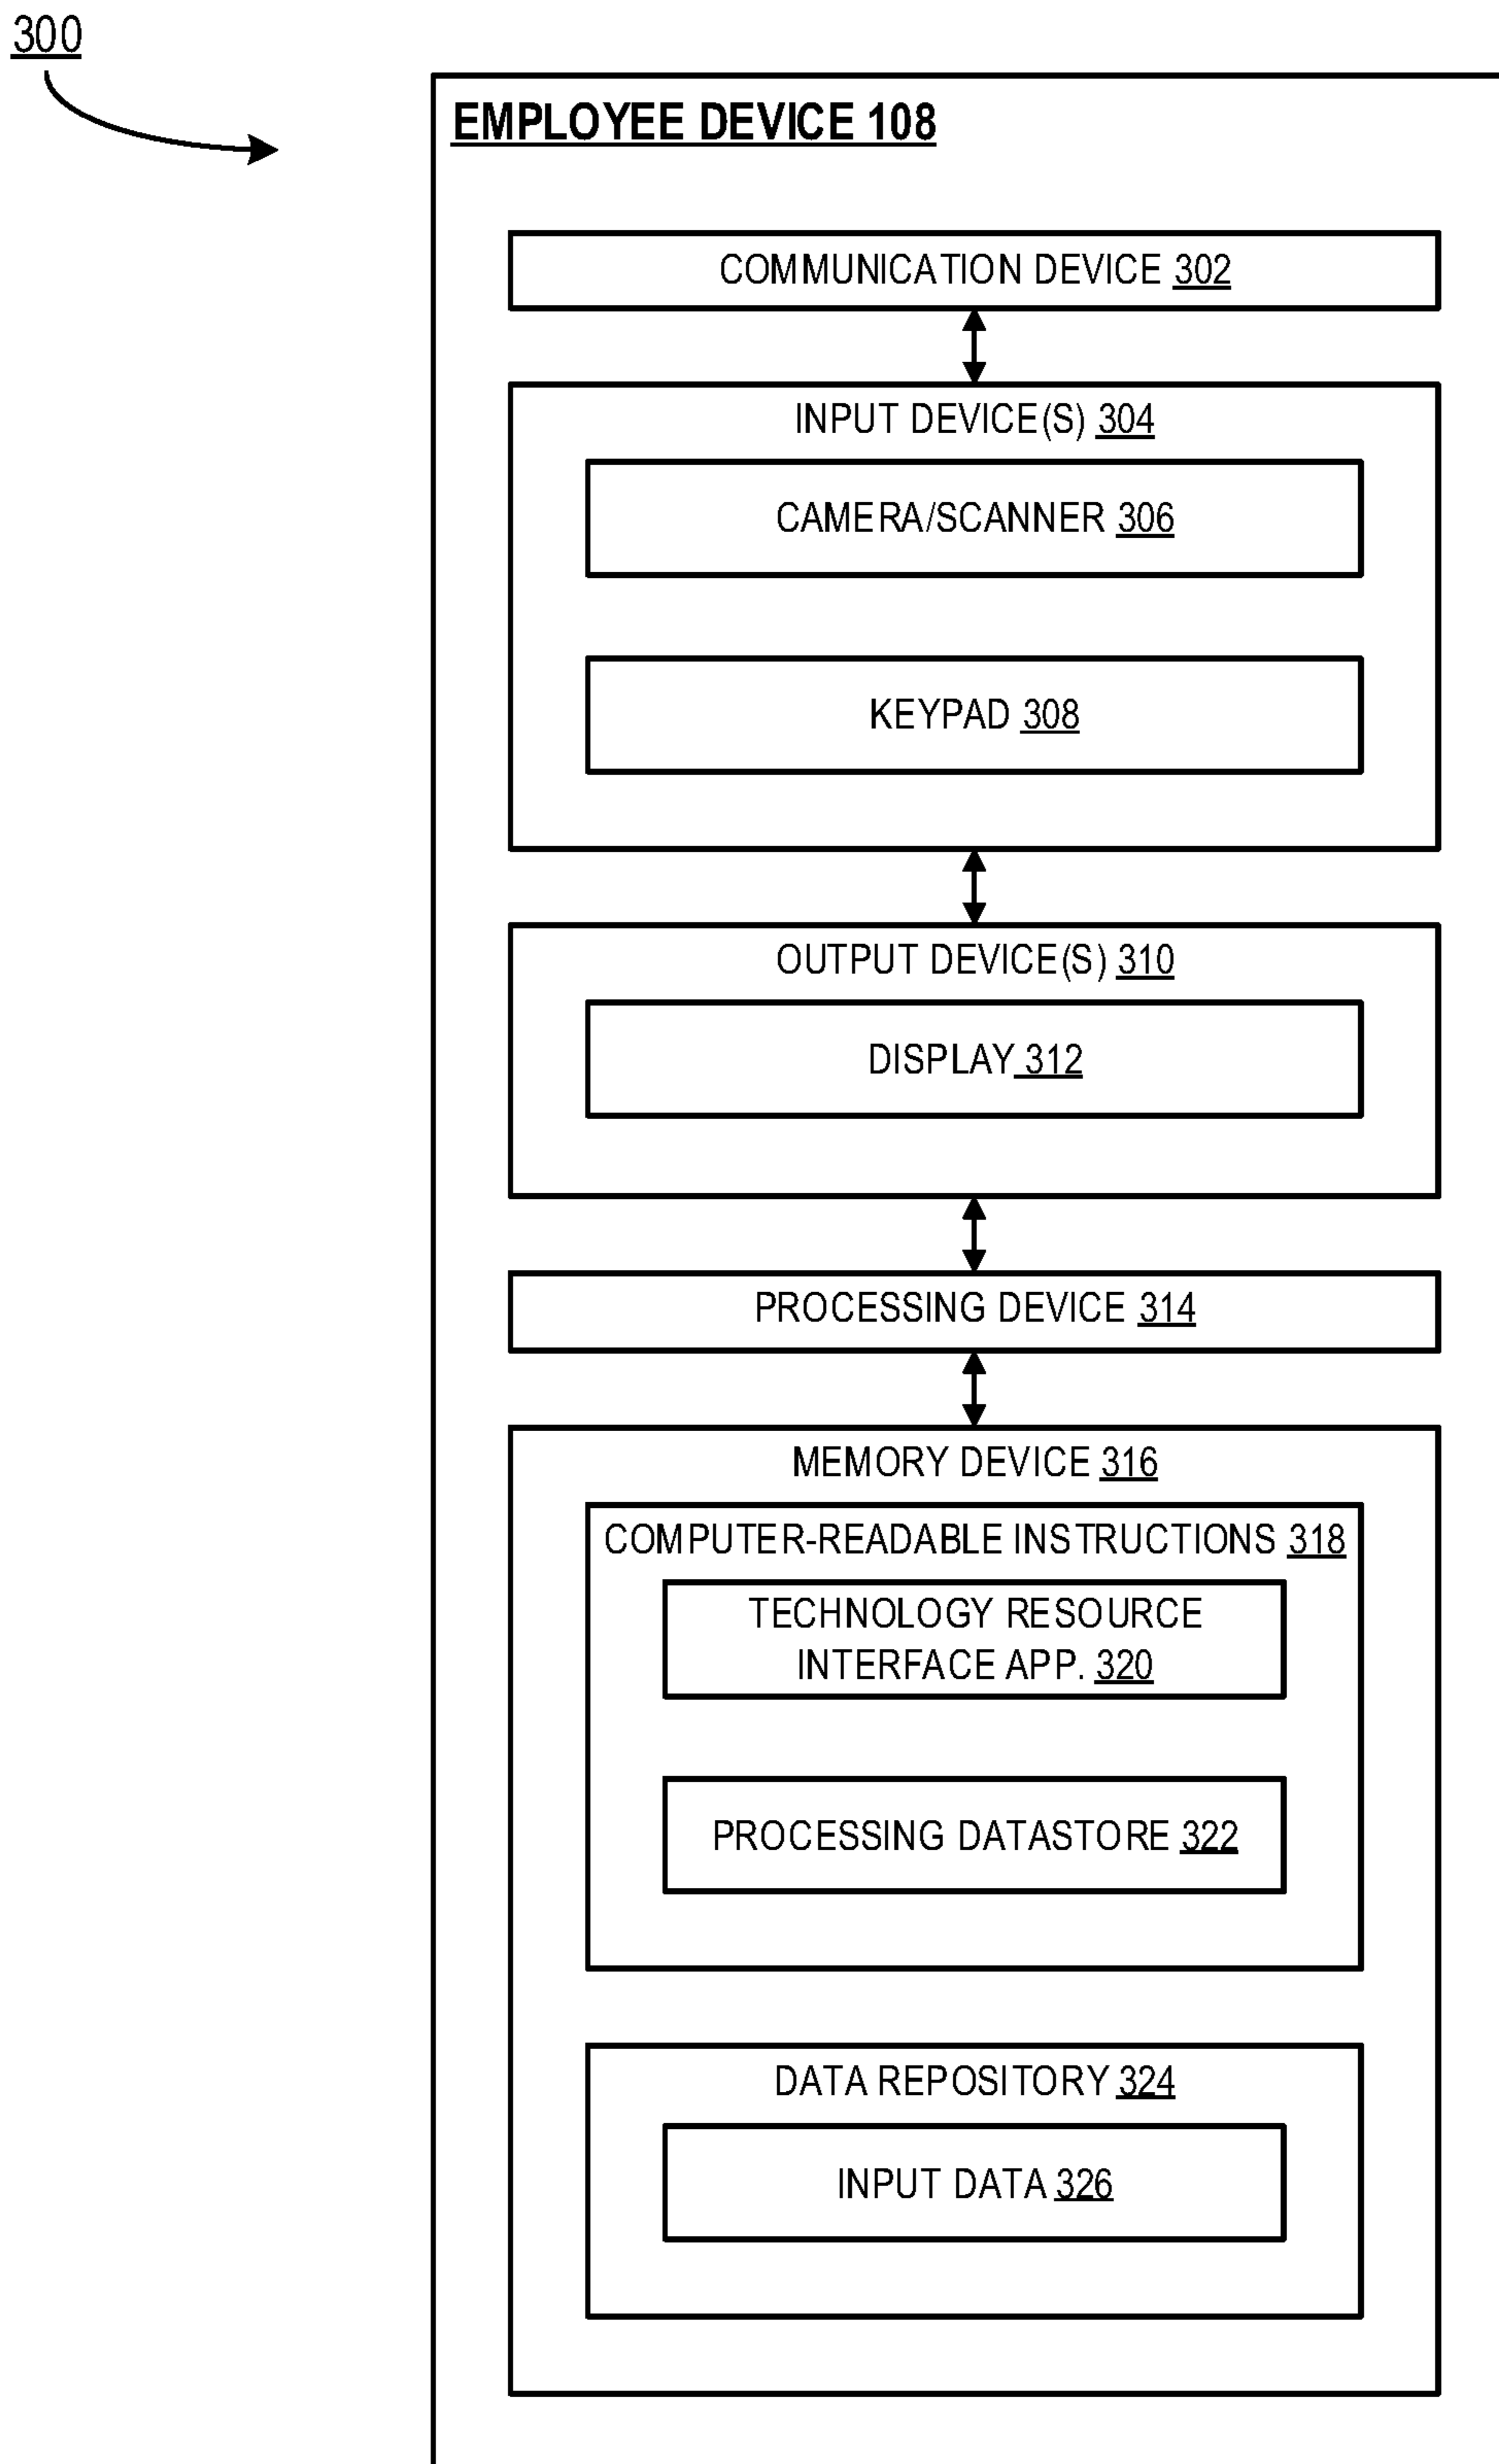 300
EMPLOYEE DEVICE 108
COMMUNICATION DEVICE 302
INPUT DEVICE(S) 304
CAMERA/SCANNER 306
KEYPAD 308
OUTPUT DEVICE(S) 310
DISPLAY 312
PROCESSING DEVICE 314
MEMORY DEVICE 316
COMPUTER-READABLE INSTRUCTIONS 318
TECHNOLOGY RESOURCE
INTERFACE APP. 320
PROCESSING DATASTORE 322
DATA REPOSITORY 324
INPUT DATA 326